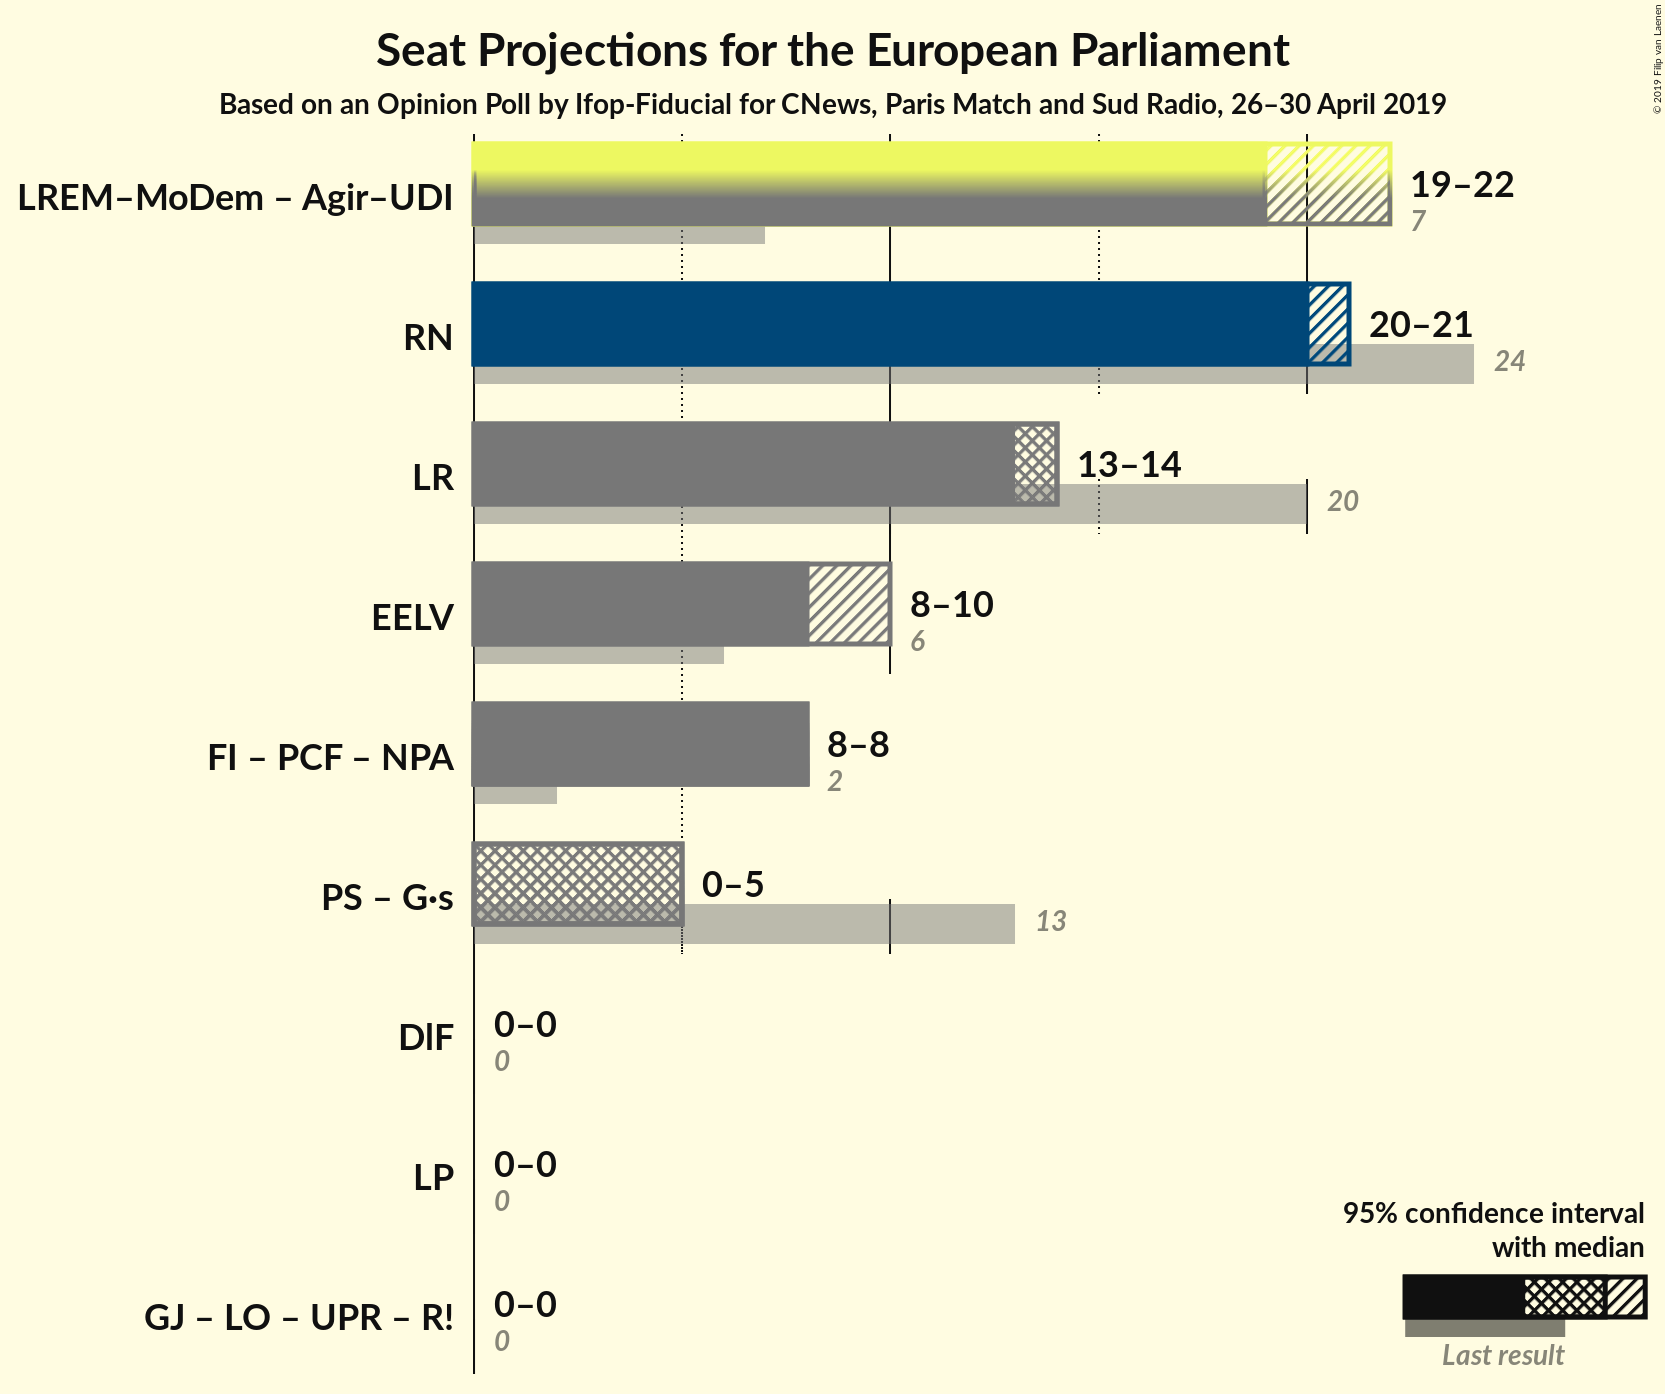 Seat Projections for the European Parliament
Based on an Opinion Poll by Ifop-Fiducial for CNews, Paris Match and Sud Radio, 26–30 April 2019
© 2019 Filip van Laenen
LREM–MoDem – Agir–UDI
19–22
7
RN
20–21
24
LR
13–14
20
EELV
8–10
6
FI – PCF – NPA
8–8
2
PS – G·s
0–5
13
DlF
0–0
0
LP
0–0
0
GJ – LO – UPR – R!
0–0
0
95% confidence interval
with median
Last result